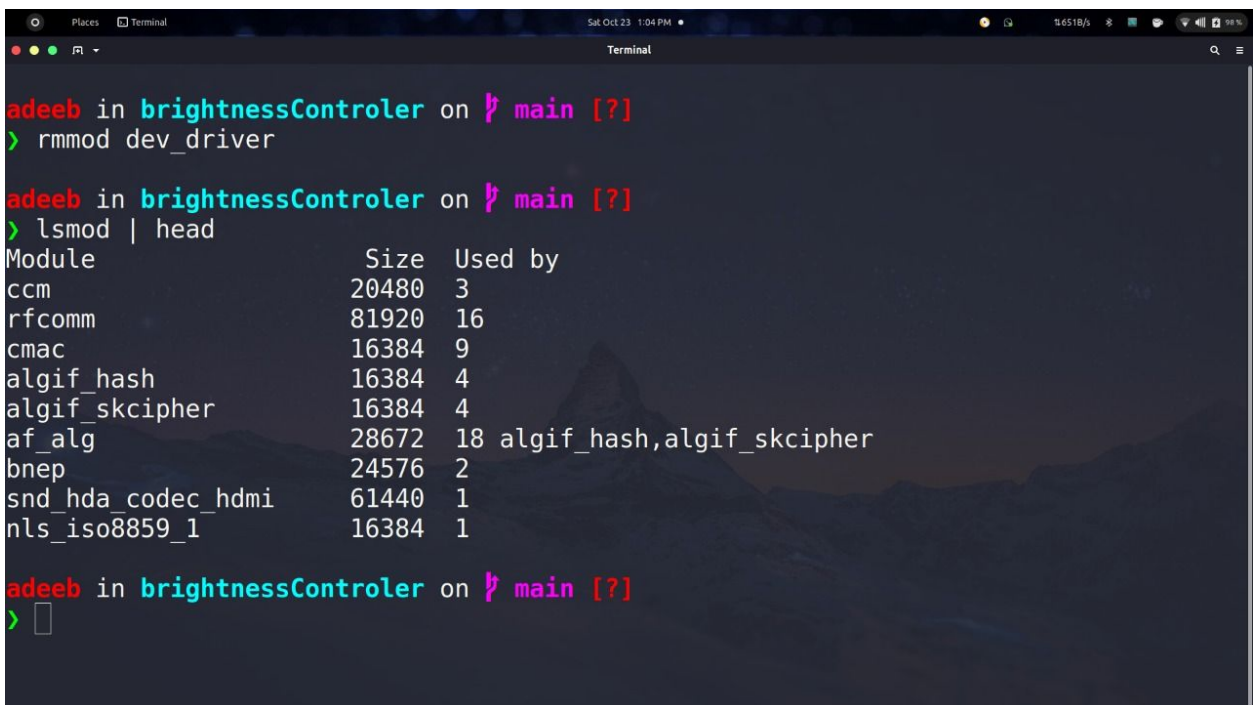 Places Terminal Sat Oct 23 1:04 PM 651B/s 98 %
Terminal
adeeb in brightnessControler on main [?]
❯ rmmod dev_driver
adeeb in brightnessControler on main [?]
❯ lsmod | head
Module Size Used by
ccm 20480 3
rfcomm 81920 16
cmac 16384 9
algif_hash 16384 4
algif_skcipher 16384 4
af_alg 28672 18 algif_hash,algif_skcipher
bnep 24576 2
snd_hda_codec_hdmi 61440 1
nls_iso8859_1 16384 1
adeeb in brightnessControler on main [?]
❯